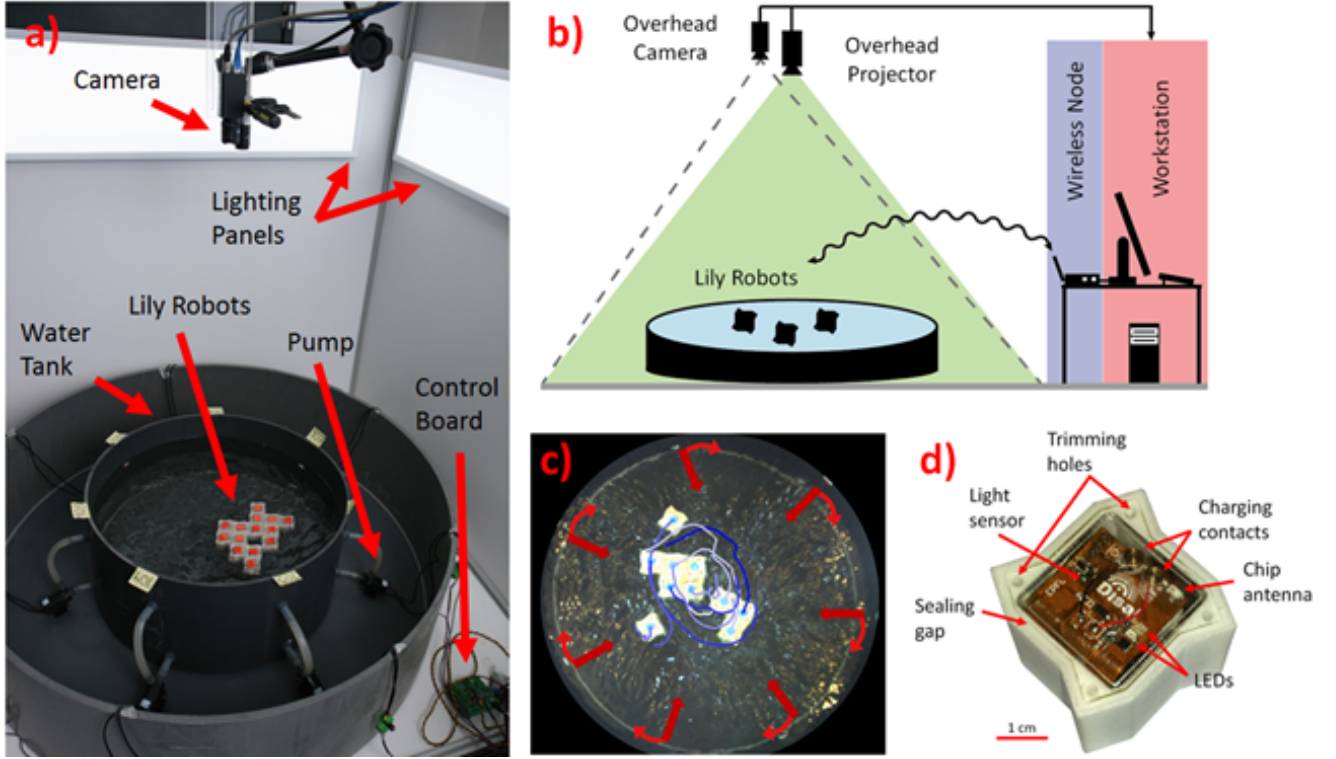 a)
Camera
Lighting
Panels
Lily Robots
Water
Tank
Pump
Control
Board
b)
Overhead
Camera
Overhead
Projector
Wireless Node
Workstation
Lily Robots
c)
d)
Trimming
holes
Light
sensor
Charging
contacts
Chip
antenna
Sealing
gap
LEDs
1 cm